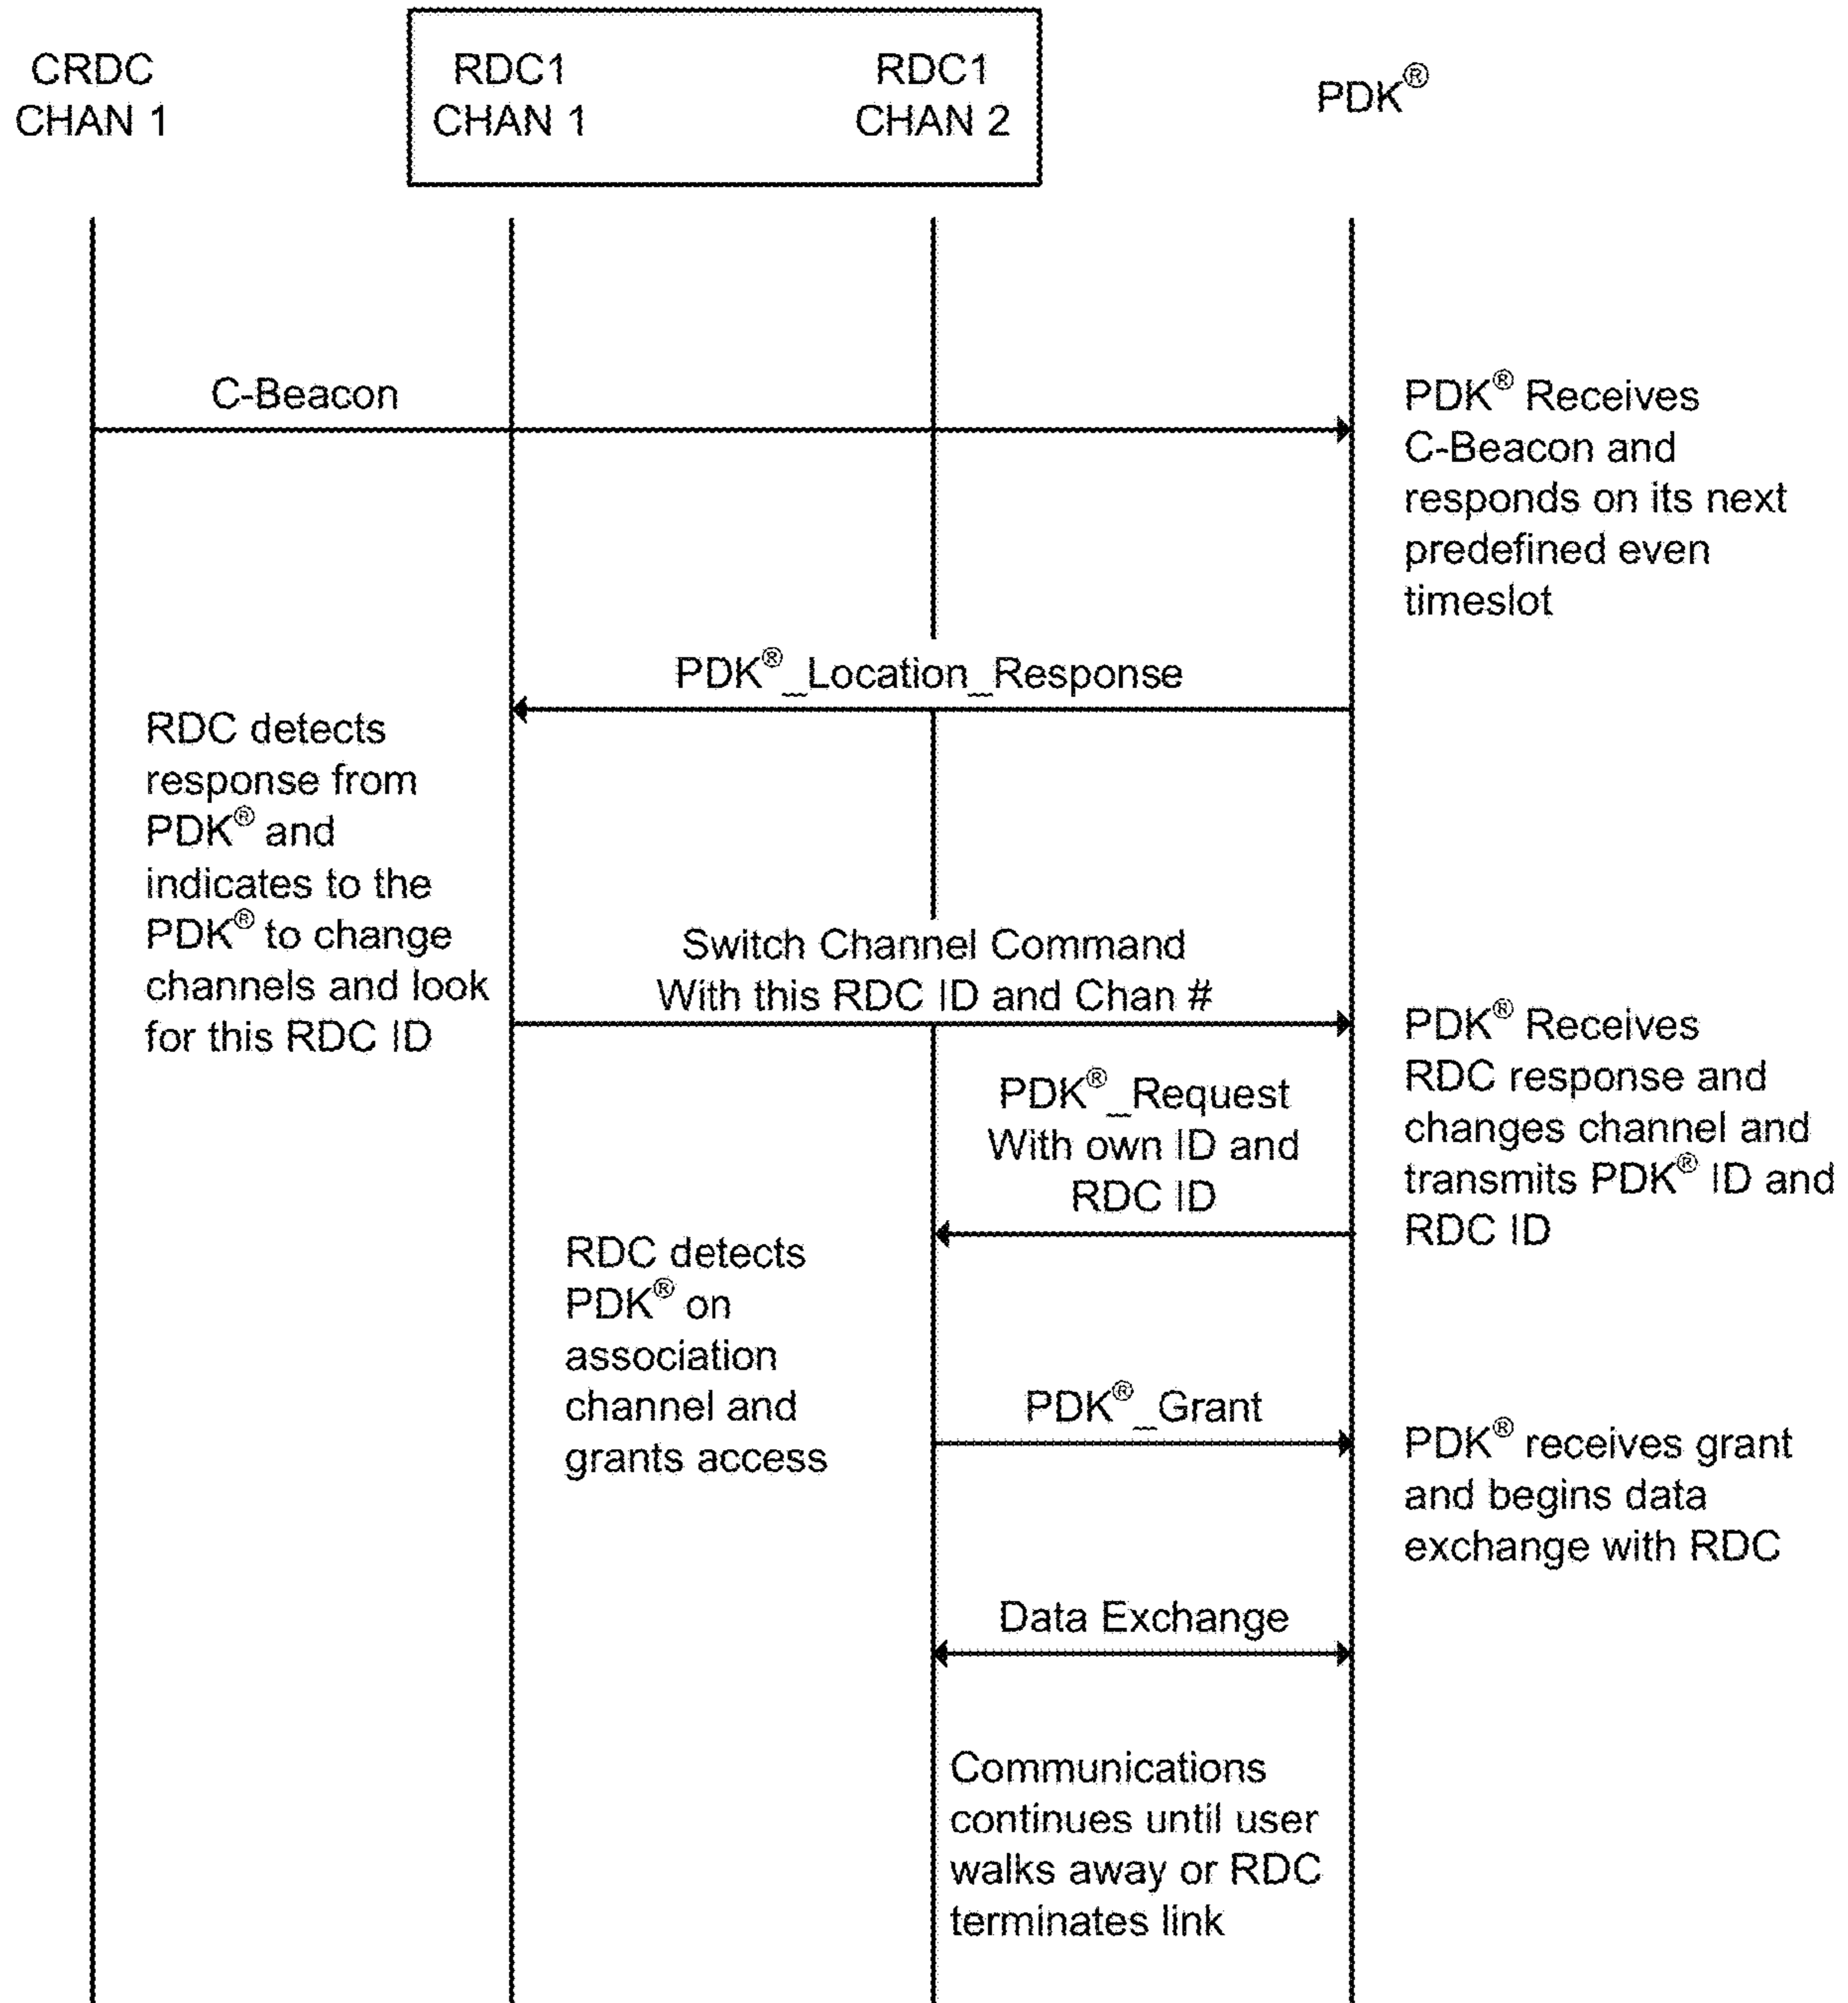 CRDC
CHAN 1
RDC1
CHAN 1
RDC1
CHAN 2
PDK®
C-Beacon
PDK® Receives
C-Beacon and
responds on its next
predefined even
timeslot
PDK®_Location_Response
RDC detects
response from
PDK® and
indicates to the
PDK® to change
channels and look
for this RDC ID
Switch Channel Command
With this RDC ID and Chan #
PDK® Receives
RDC response and
changes channel and
transmits PDK® ID and
RDC ID
PDK®_Request
With own ID and
RDC ID
RDC detects
PDK® on
association
channel and
grants access
PDK®_Grant
PDK® receives grant
and begins data
exchange with RDC
Data Exchange
Communications
continues until user
walks away or RDC
terminates link